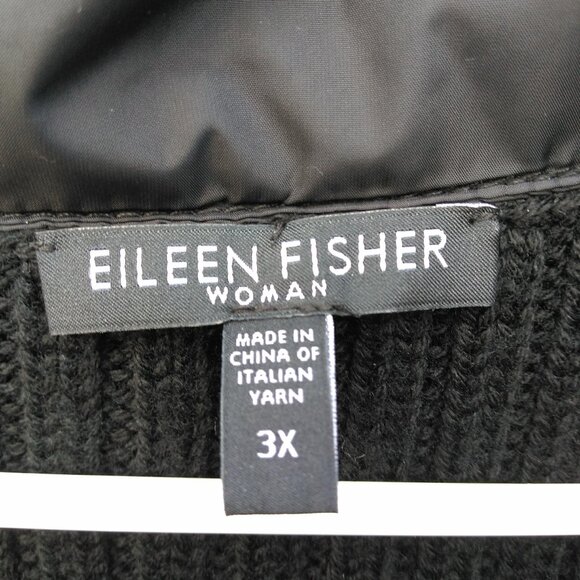 EILEEN FISHER
WOMAN
MADE IN
CHINA OF
ITALIAN
YARN
3X